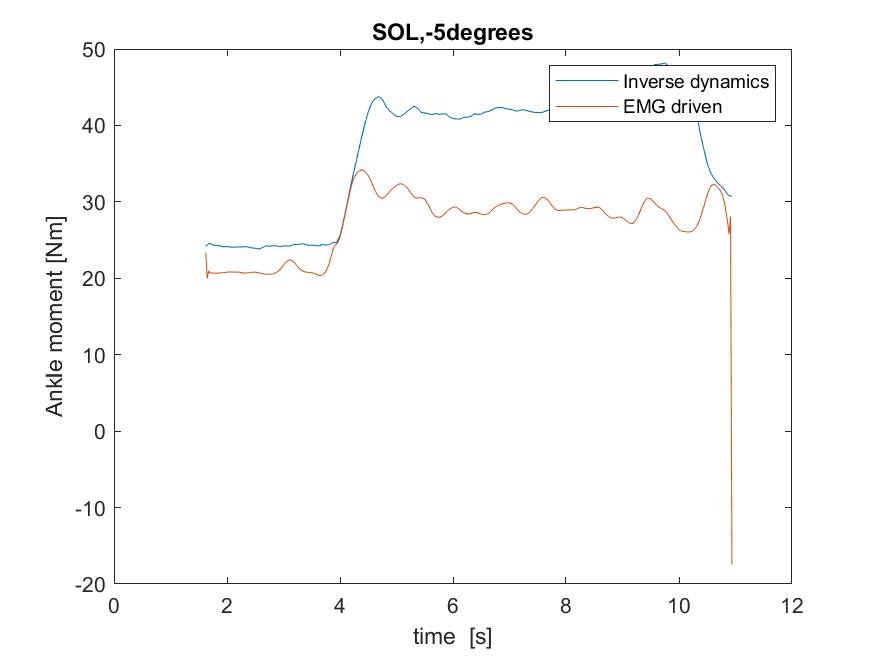 SOL,-5degrees
50
40
30
20
10
0
-10
-20
Ankle moment [Nm]
Inverse dynamics
EMG driven
0 2 4 6 8 10 12
time [s]